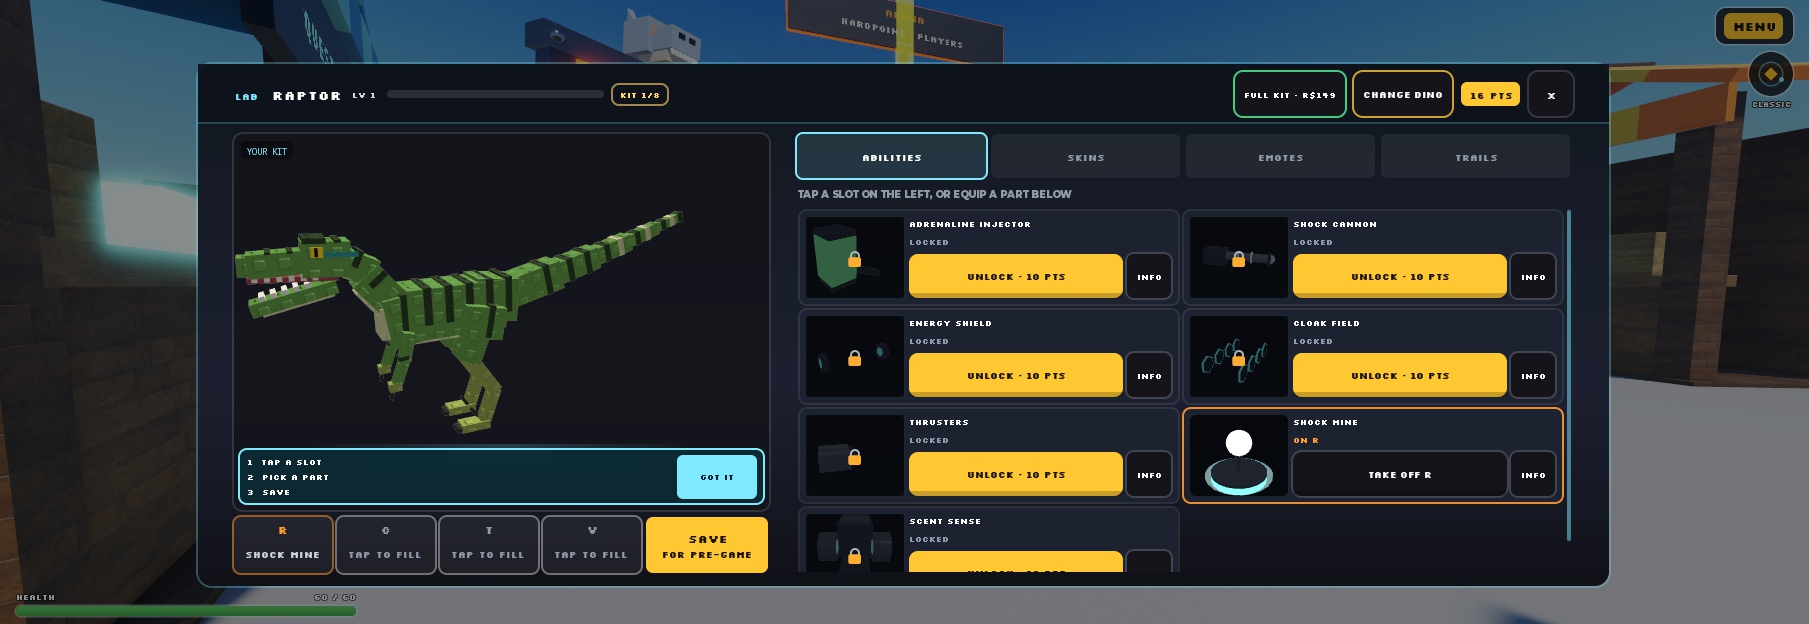 HARDPOINT PLAYERS
MENU
CLASSIC
LAB RAPTOR LV 1 KIT 1/8
FULL KIT - R$149
CHANGE DINO
16 PTS
X
YOUR KIT
ABILITIES
SKINS
EMOTES
TRAILS
TAP A SLOT ON THE LEFT, OR EQUIP A PART BELOW
ADRENALINE INJECTOR
LOCKED
UNLOCK - 10 PTS
INFO
SHOCK CANNON
LOCKED
UNLOCK - 10 PTS
INFO
ENERGY SHIELD
LOCKED
UNLOCK - 10 PTS
INFO
CLOAK FIELD
LOCKED
UNLOCK - 10 PTS
INFO
THRUSTERS
LOCKED
UNLOCK - 10 PTS
INFO
SHOCK MINE
ON R
TAKE OFF R
INFO
SCENT SENSE
LOCKED
1 TAP A SLOT
2 PICK A PART
3 SAVE
GOT IT
R
SHOCK MINE
G
TAP TO FILL
T
TAP TO FILL
V
TAP TO FILL
SAVE
FOR PRE-GAME
HEALTH
60 / 60